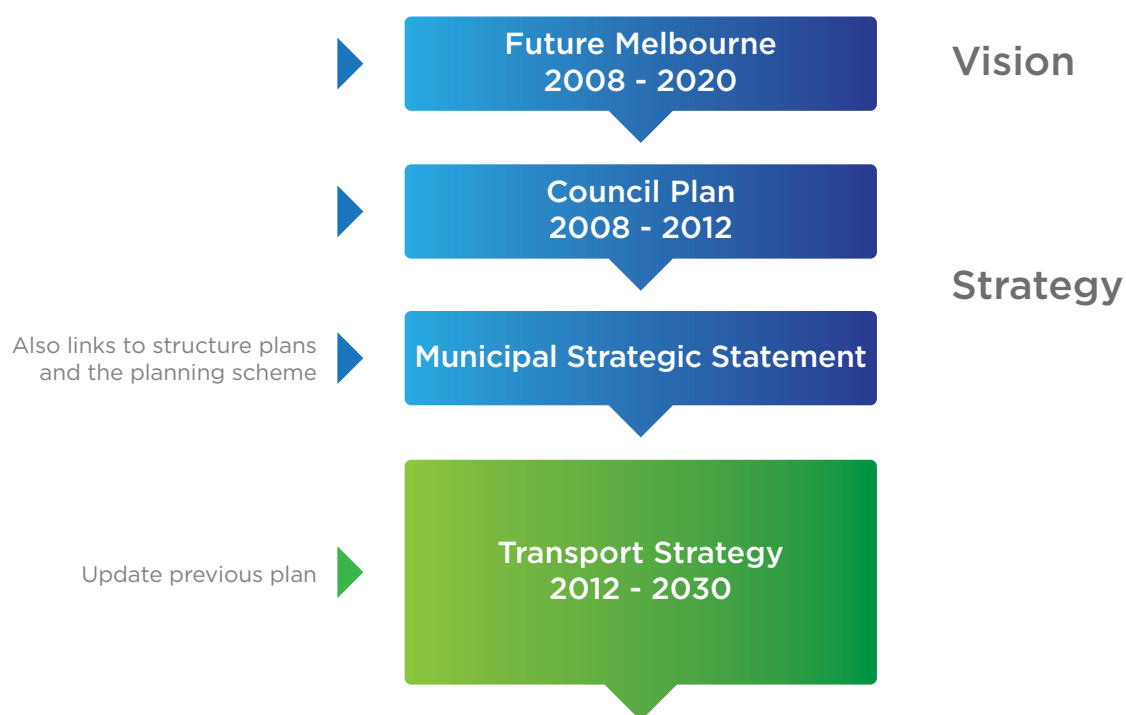 Future Melbourne
2008 - 2020
Vision
Council Plan
2008 - 2012
Strategy
Also links to structure plans
and the planning scheme
Municipal Strategic Statement
Update previous plan
Transport Strategy
2012 - 2030